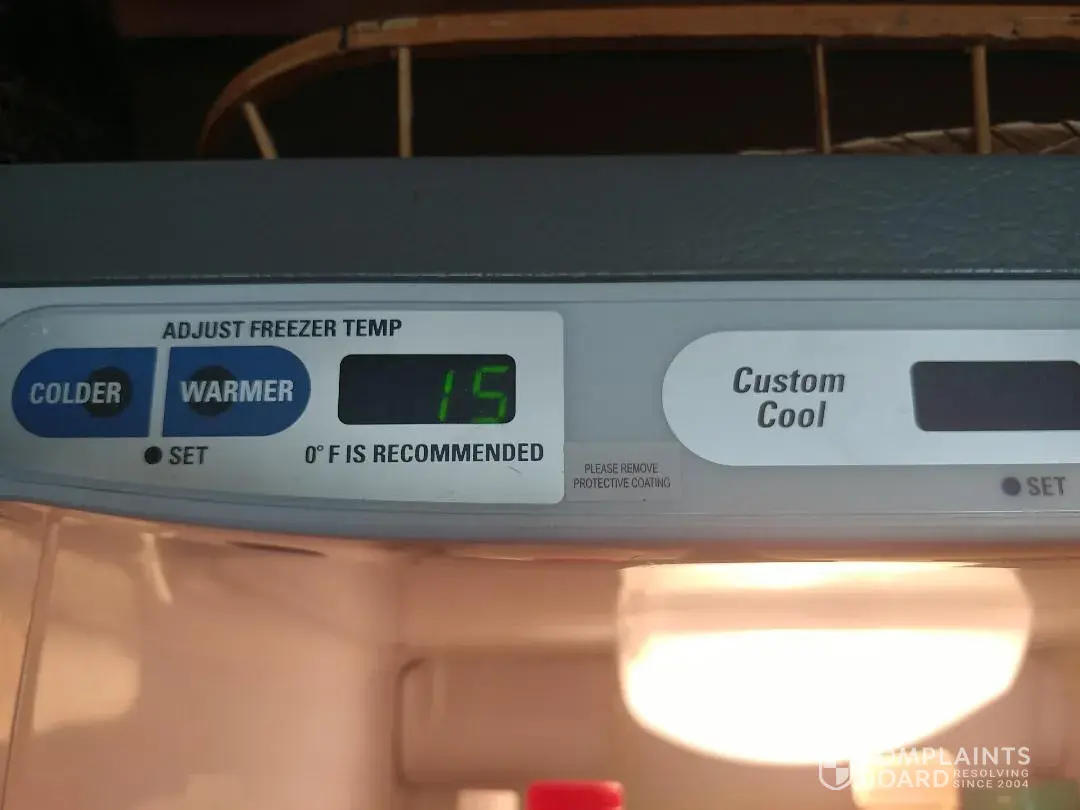 ADJUST FREEZER TEMP
COLDER
WARMER
15
SET
0° F IS RECOMMENDED
PLEASE REMOVE
PROTECTIVE COATING
Custom
Cool
SET
COMPLAINTS
BOARD
RESOLVING
SINCE 2004